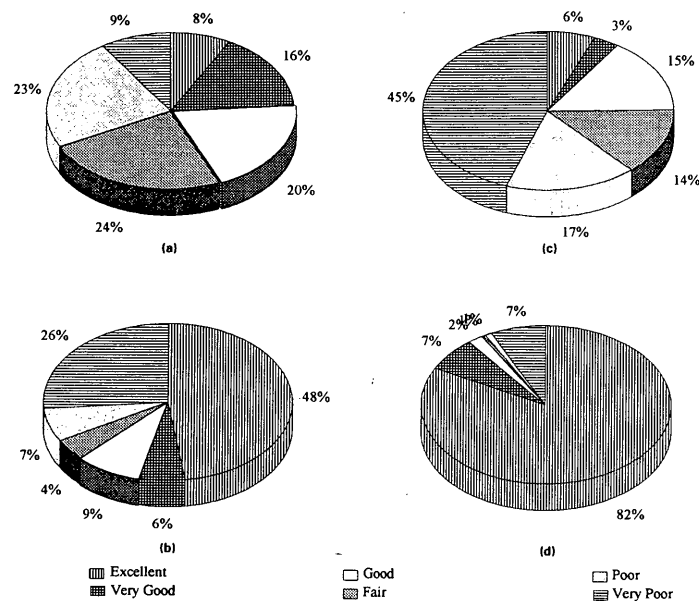 9%
8%
16%
23%
20%
24%
(a)
6%
3%
15%
45%
14%
17%
(c)
26%
48%
7%
4%
9%
6%
(b)
7%
2%
7%
82%
(d)
Excellent
Very Good
Good
Fair
Poor
Very Poor